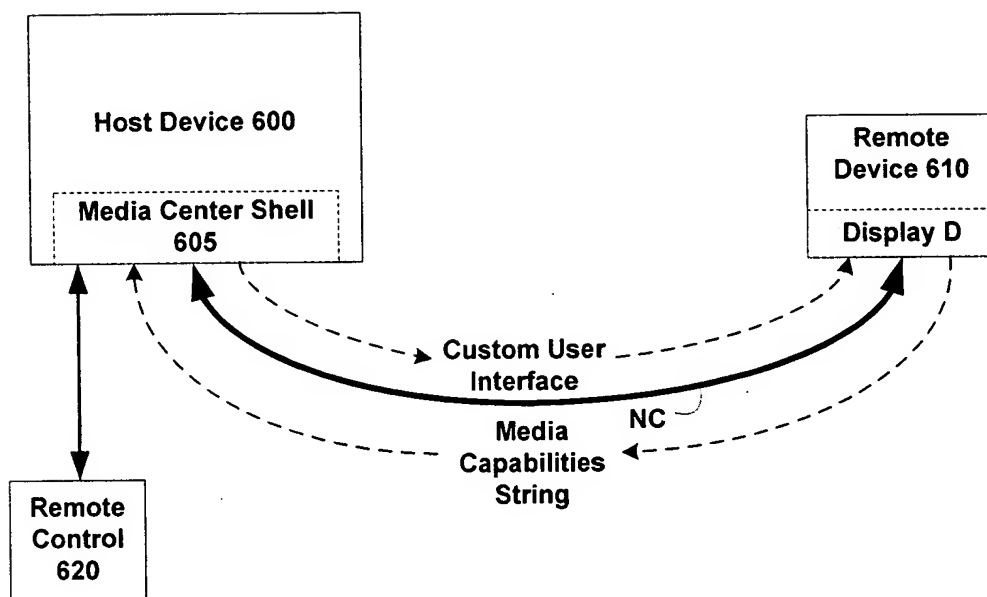 Host Device 600
Media Center Shell
605
Remote
Device 610
Display D
Custom User
Interface
NC
Media
Capabilities
String
Remote
Control
620